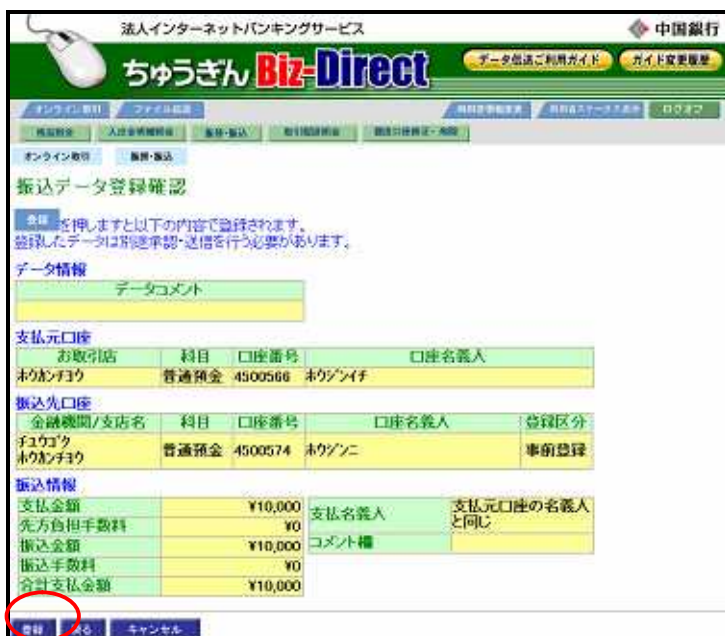 法人インターネットバンキングサービス 中国銀行
ちゅうぎん Biz-Direct データ伝送ご利用ガイド ガイド変更履歴
オンライン取引 ファイル伝送 ログオフ
オンライン取引 振替・振込
振込データ登録確認
登録 を押しますと以下の内容で登録されます。
登録したデータは別途承認・送信を行う必要があります。
データ情報
データコメント
支払元口座
お取引店 科目 口座番号 口座名義人
ホウカンチヨウ 普通預金 4500566 ホウジンイチ
振込先口座
金融機関/支店名 科目 口座番号 口座名義人 登録区分
チユウゴク
ホウカンチヨウ 普通預金 4500574 ホウジンニ 事前登録
振込情報
支払金額 ¥10,000 支払名義人 支払元口座の名義人と同じ
先方負担手数料 ¥0
振込金額 ¥10,000 コメント欄
振込手数料 ¥0
合計支払金額 ¥10,000
登録 戻る キャンセル